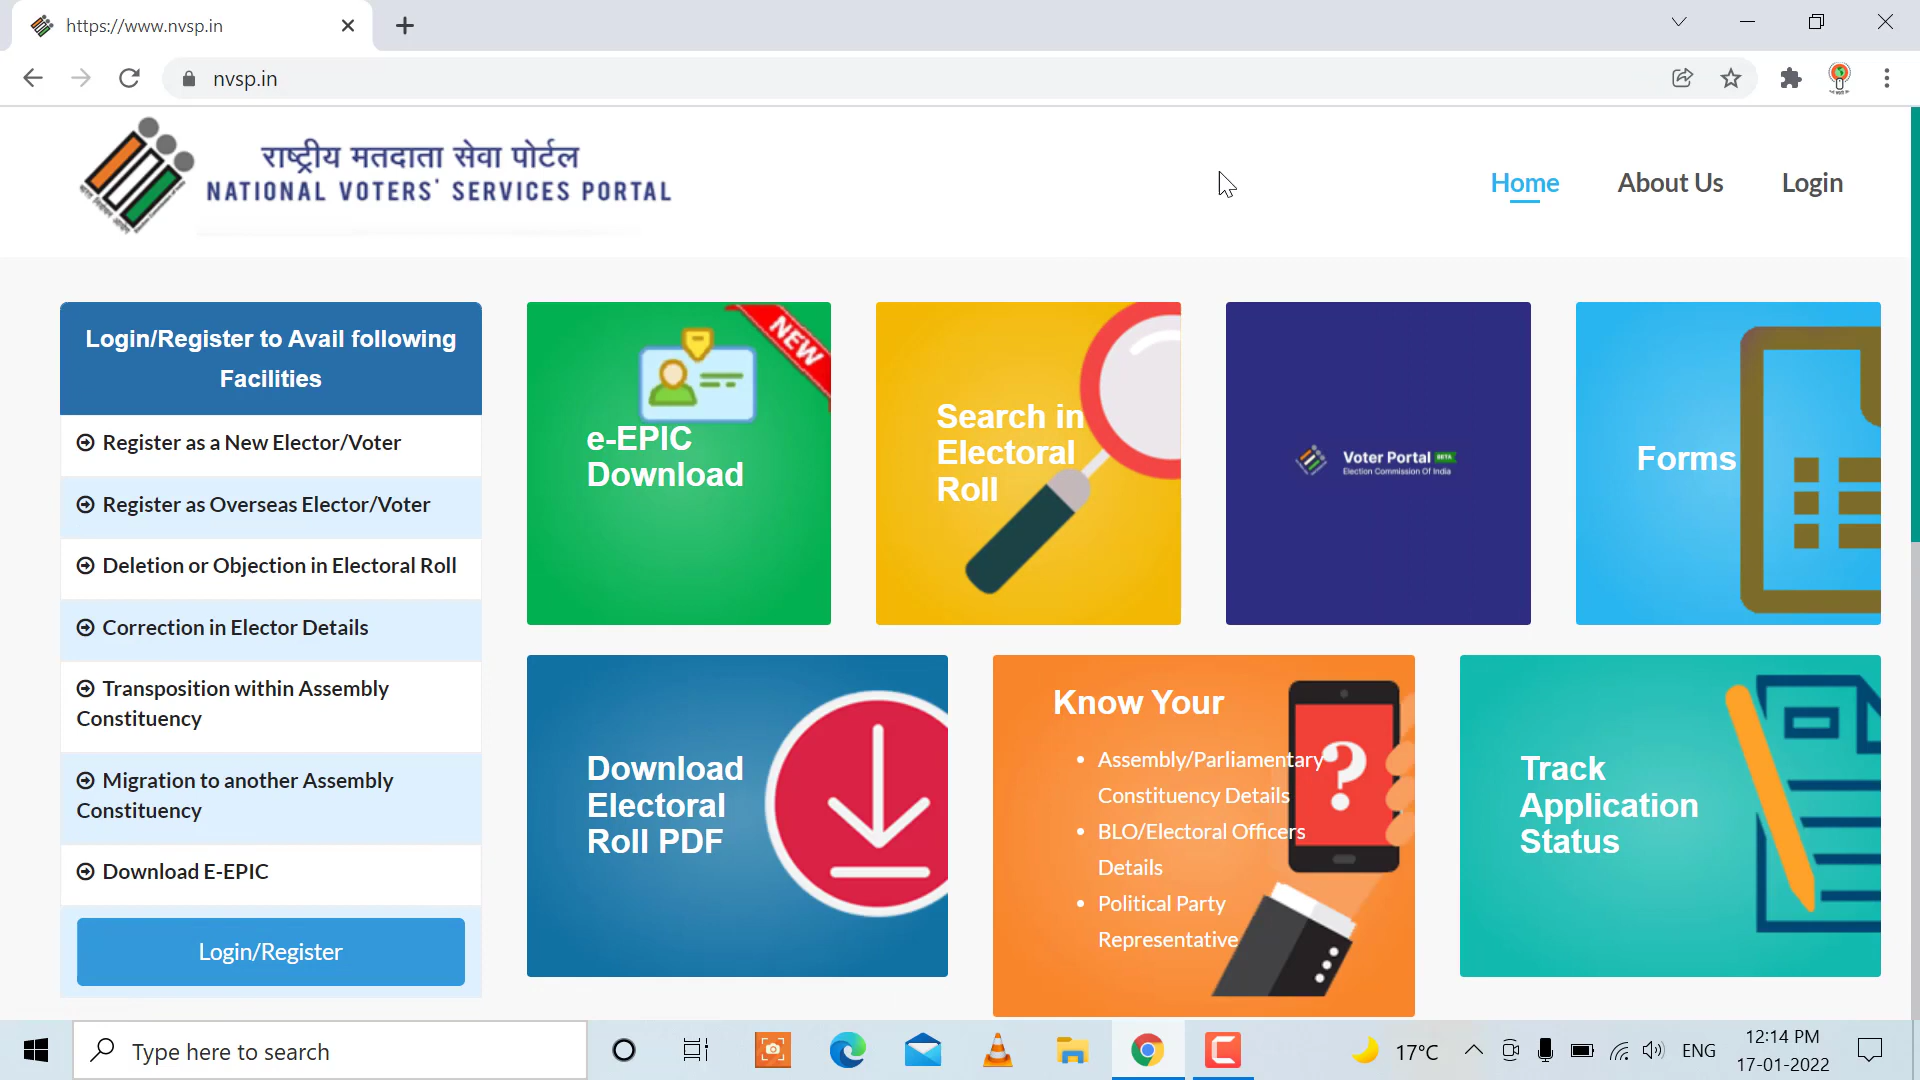 https://www.nvsp.in
nvsp.in
राष्ट्रीय मतदाता सेवा पोर्टल
NATIONAL VOTERS' SERVICES PORTAL
Home
About Us
Login
Login/Register to Avail following
Facilities
Register as a New Elector/Voter
Register as Overseas Elector/Voter
Deletion or Objection in Electoral Roll
Correction in Elector Details
Transposition within Assembly
Constituency
Migration to another Assembly
Constituency
Download E-EPIC
Login/Register
NEW
e-EPIC
Download
Search in
Electoral
Roll
Voter Portal BETA
Election Commission Of India
Forms
Download
Electoral
Roll PDF
Know Your
Assembly/Parliamentary
Constituency Details
BLO/Electoral Officers
Details
Political Party
Representative
?
Track
Application
Status
Type here to search
17°C
ENG
12:14 PM
17-01-2022